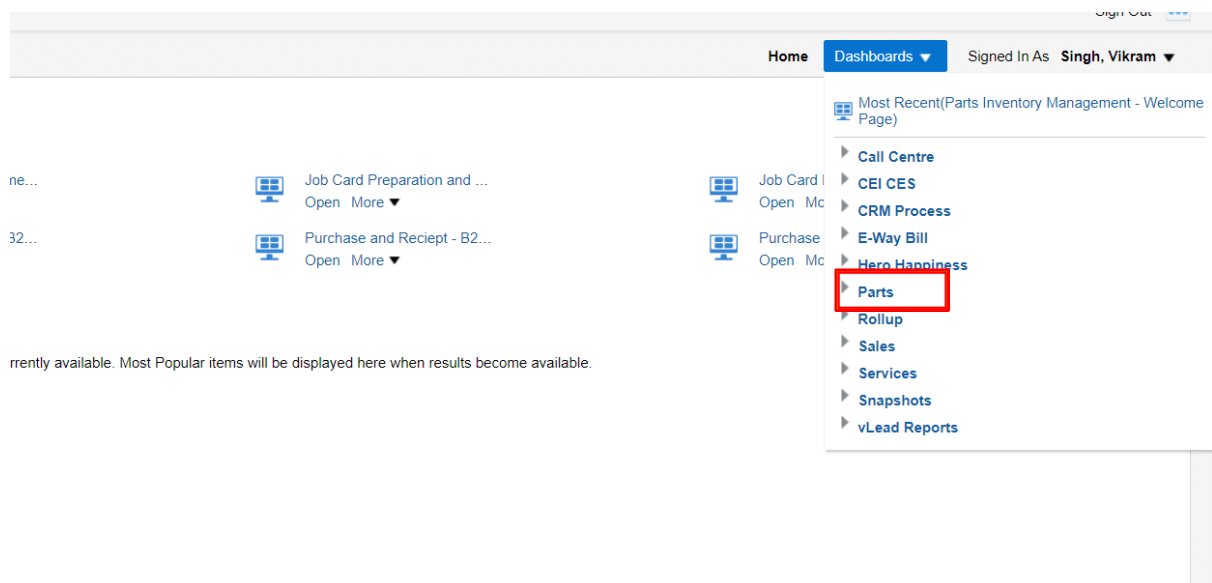 Sign Out
Home Dashboards Signed In As Singh, Vikram
Most Recent(Parts Inventory Management - Welcome
Page)
Call Centre
CEI CES
CRM Process
E-Way Bill
Hero Happiness
Parts
Rollup
Sales
Services
Snapshots
vLead Reports
ne...
Job Card Preparation and ...
Open More
Job Card
Open Mo
32...
Purchase and Reciept - B2...
Open More
Purchase
Open Mo
rrently available. Most Popular items will be displayed here when results become available.